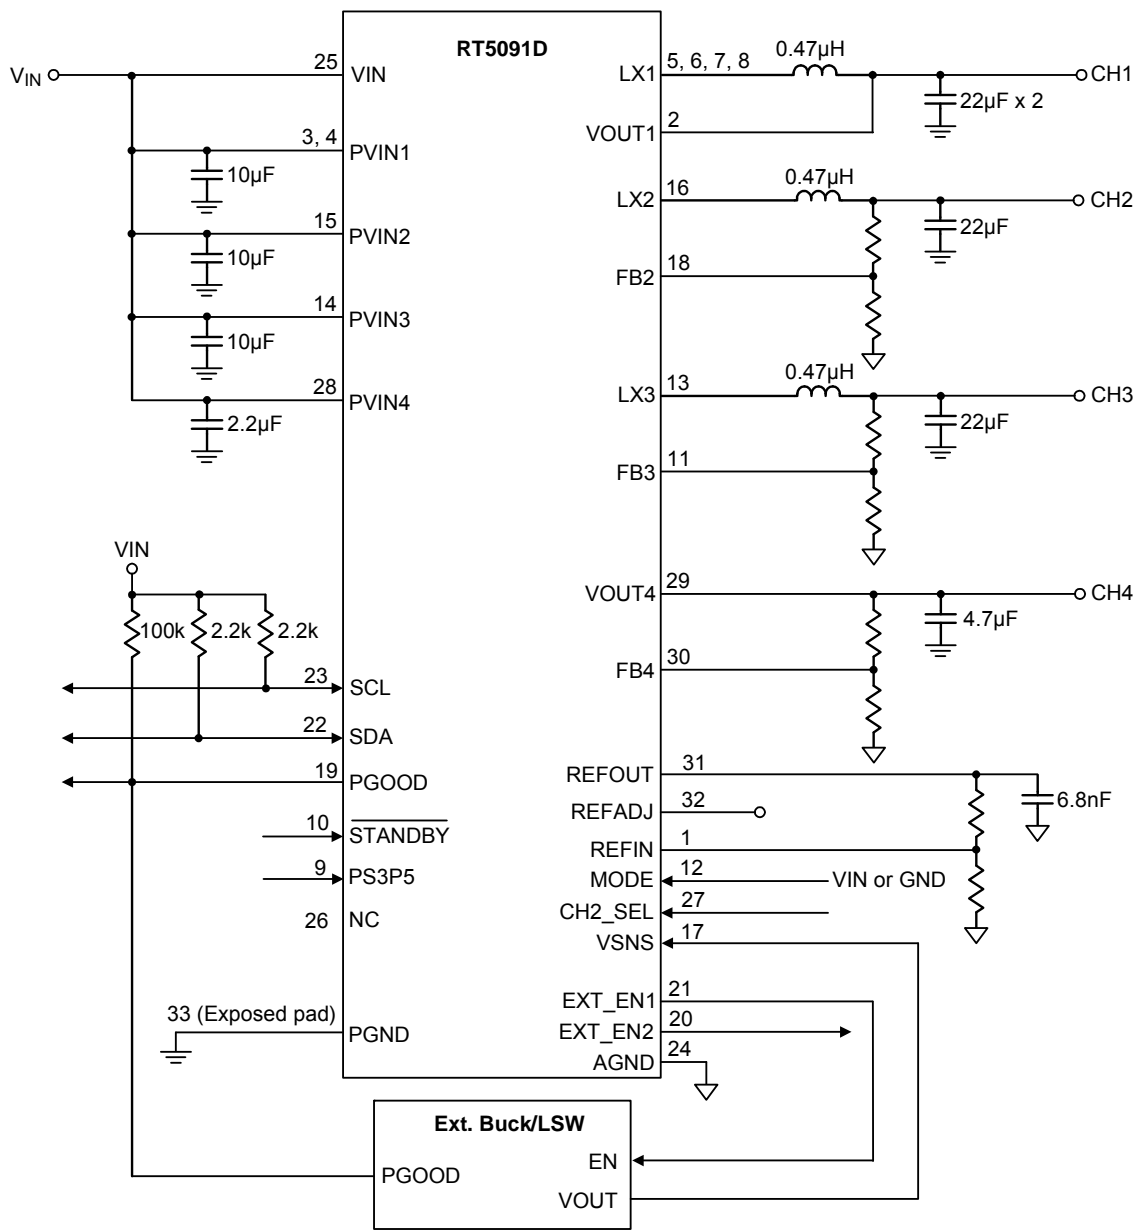 RT5091D
VIN
25
VIN
3, 4
PVIN1
10µF
15
PVIN2
10µF
14
PVIN3
10µF
28
PVIN4
2.2µF
VIN
100k
2.2k
2.2k
23
SCL
22
SDA
19
PGOOD
10
STANDBY
9
PS3P5
26
NC
33 (Exposed pad)
PGND
LX1
5, 6, 7, 8
0.47µH
CH1
22µF x 2
VOUT1
2
LX2
16
0.47µH
CH2
22µF
FB2
18
LX3
13
0.47µH
CH3
22µF
FB3
11
VOUT4
29
CH4
4.7µF
FB4
30
REFOUT
31
6.8nF
REFADJ
32
REFIN
1
MODE
12
VIN or GND
CH2_SEL
27
VSNS
17
EXT_EN1
21
EXT_EN2
20
AGND
24
Ext. Buck/LSW
PGOOD
EN
VOUT